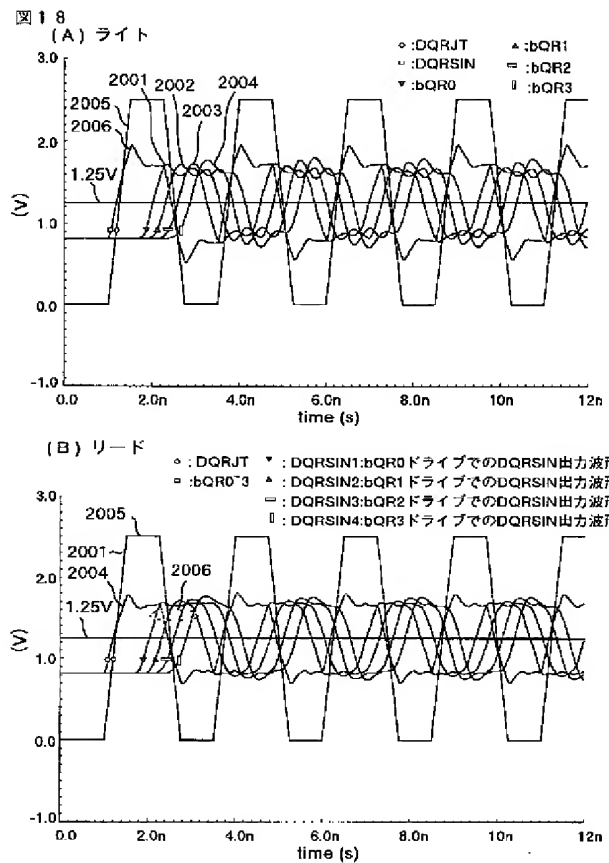 図18
(A) ライト
:DQRJT
:DQRSIN
:bQR0
:bQR1
:bQR2
:bQR3
3.0
2001
2002
2003
2004
2005
2006
2.0
1.25V
(V)
1.0
0.0
-1.0
0.0
2.0n
4.0n
6.0n
8.0n
10.0n
12n
time (s)
(B) リード
:DQRJT
:bQR0~3
:DQRSIN1:bQR0ドライブでのDQRSIN出力波形
:DQRSIN2:bQR1ドライブでのDQRSIN出力波形
:DQRSIN3:bQR2ドライブでのDQRSIN出力波形
:DQRSIN4:bQR3ドライブでのDQRSIN出力波形
3.0
2005
2001
2004
2006
2.0
1.25V
(V)
1.0
0.0
-1.0
0.0
2.0n
4.0n
6.0n
8.0n
10.0n
12n
time (s)